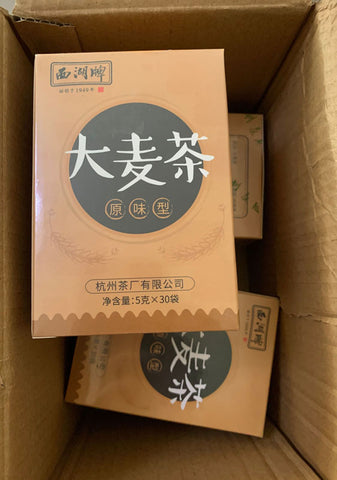 西湖牌
始创于1949年
大麦茶
原味型
杭州茶厂有限公司
净含量:5克×30袋
西湖牌
麦茶
味型